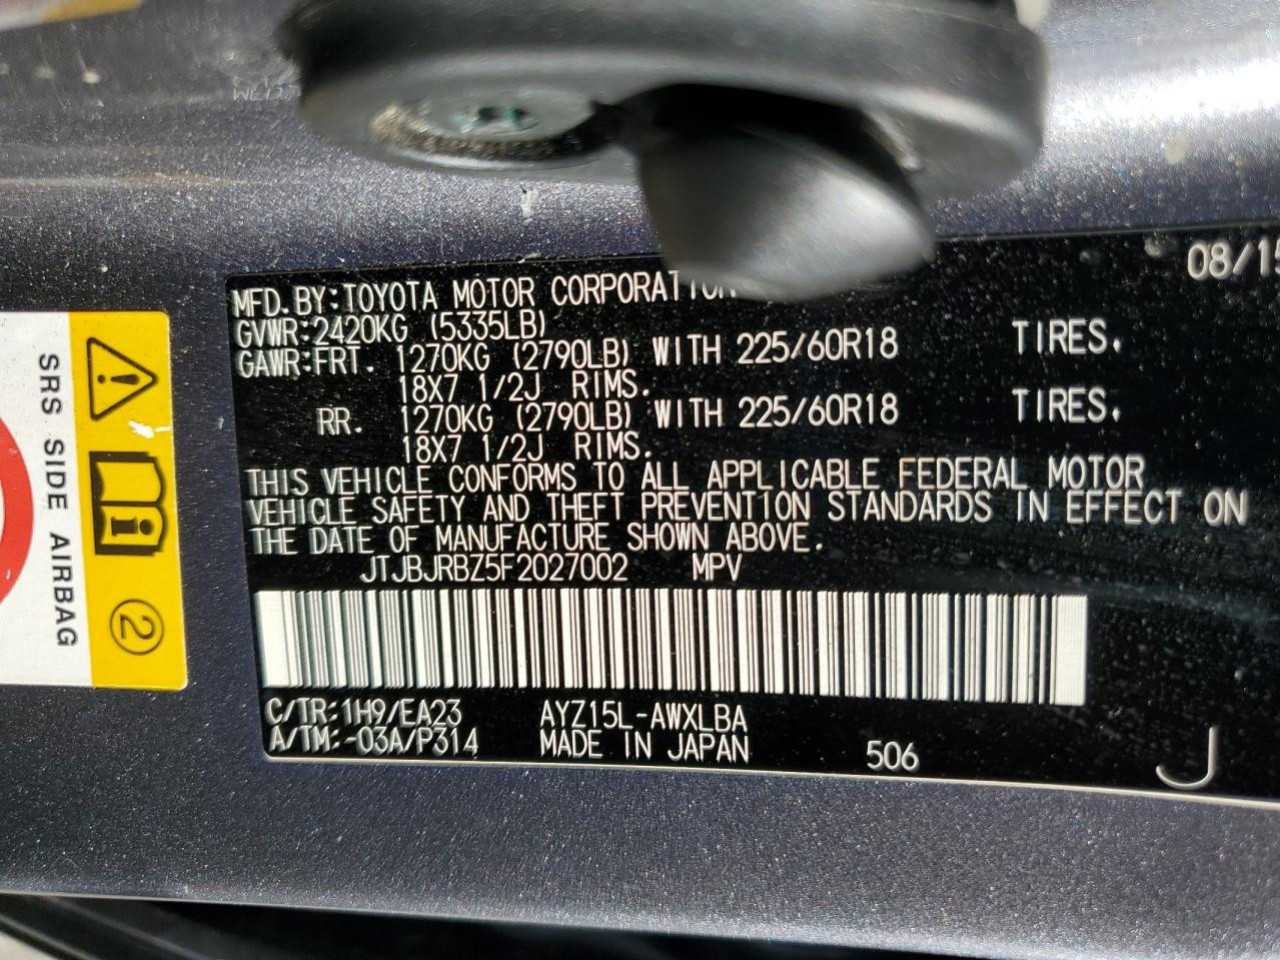 08/15
MFD. BY:TOYOTA MOTOR CORPORATION
GVWR:2420KG (5335LB)
GAWR:FRT. 1270KG (2790LB) WITH 225/60R18 TIRES.
18X7 1/2J RIMS.
RR. 1270KG (2790LB) WITH 225/60R18 TIRES.
18X7 1/2J RIMS.
THIS VEHICLE CONFORMS TO ALL APPLICABLE FEDERAL MOTOR
VEHICLE SAFETY AND THEFT PREVENTION STANDARDS IN EFFECT ON
THE DATE OF MANUFACTURE SHOWN ABOVE.
JTJBJRBZ5F2027002 MPV
C/TR:1H9/EA23 AYZ15L-AWXLBA
A/TM:-03A/P314 MADE IN JAPAN 506 J
SRS SIDE AIRBAG
2